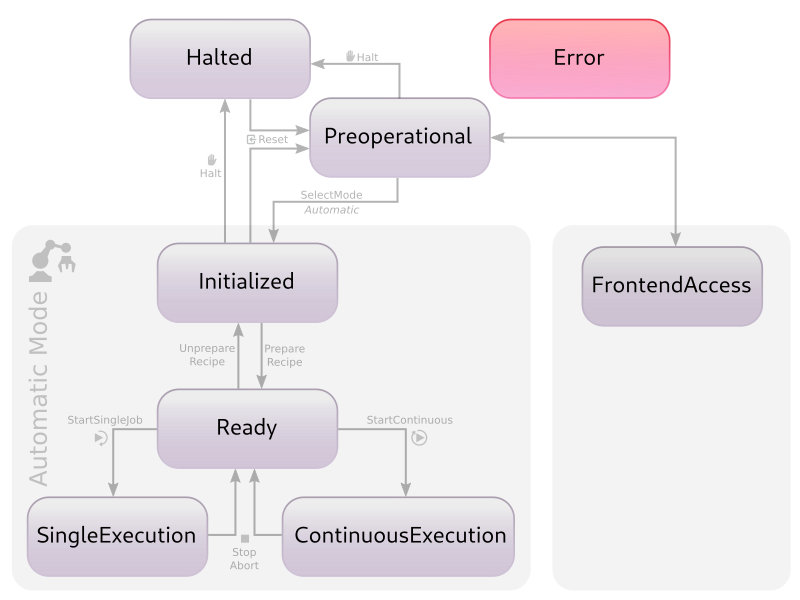 Halted
Error
Halt
Preoperational
Reset
Halt
SelectMode
Automatic
Initialized
FrontendAccess
Automatic Mode
Unprepare
Recipe
Prepare
Recipe
StartSingleJob
Ready
StartContinuous
SingleExecution
ContinuousExecution
Stop
Abort